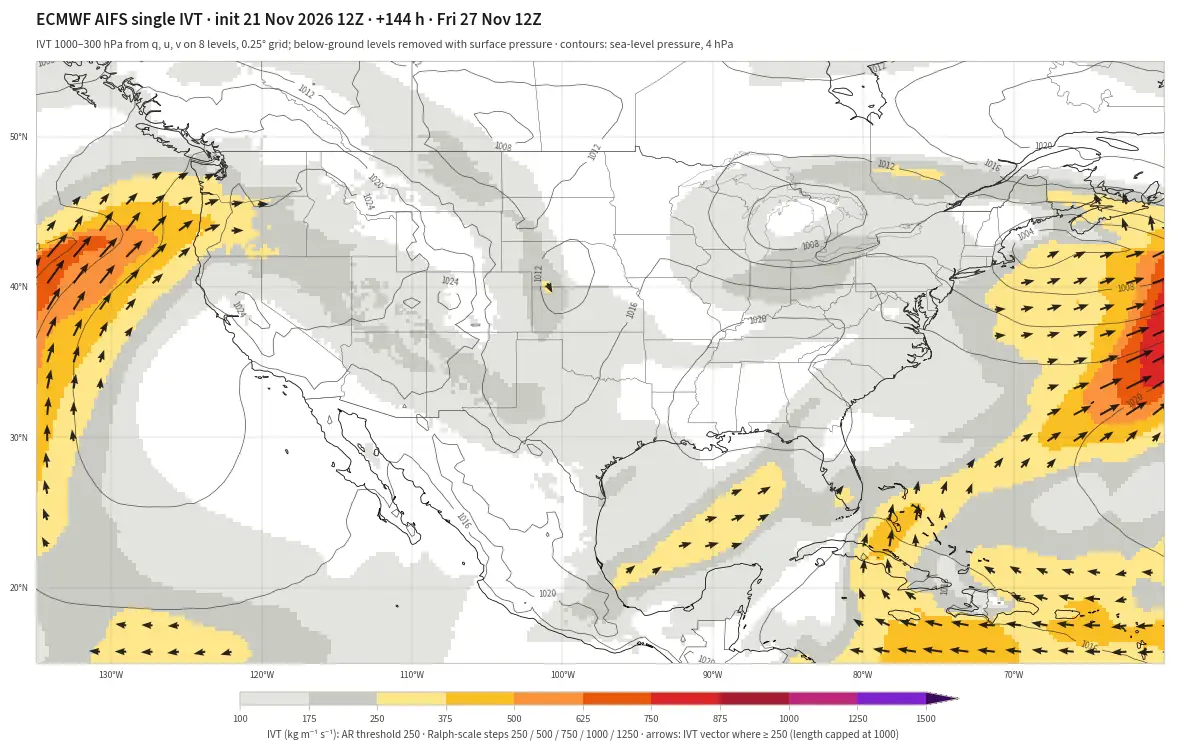 ECMWF AIFS single IVT · init 21 Nov 2026 12Z · +144 h · Fri 27 Nov 12Z
IVT 1000–300 hPa from q, u, v on 8 levels, 0.25° grid; below-ground levels removed with surface pressure · contours: sea-level pressure, 4 hPa
1008
1012
1012
50°N
1008
1012
1020
1016
1012
1020
1024
1004
1008
1012
1024
1008
40°N
1024
1016
1020
1020
30°N
1016
20°N
1020
1016
1016
1020
130°W
120°W
110°W
100°W
90°W
80°W
70°W
100
175
250
375
500
625
750
875
1000
1250
1500
IVT (kg m⁻¹ s⁻¹): AR threshold 250 · Ralph-scale steps 250 / 500 / 750 / 1000 / 1250 · arrows: IVT vector where ≥ 250 (length capped at 1000)